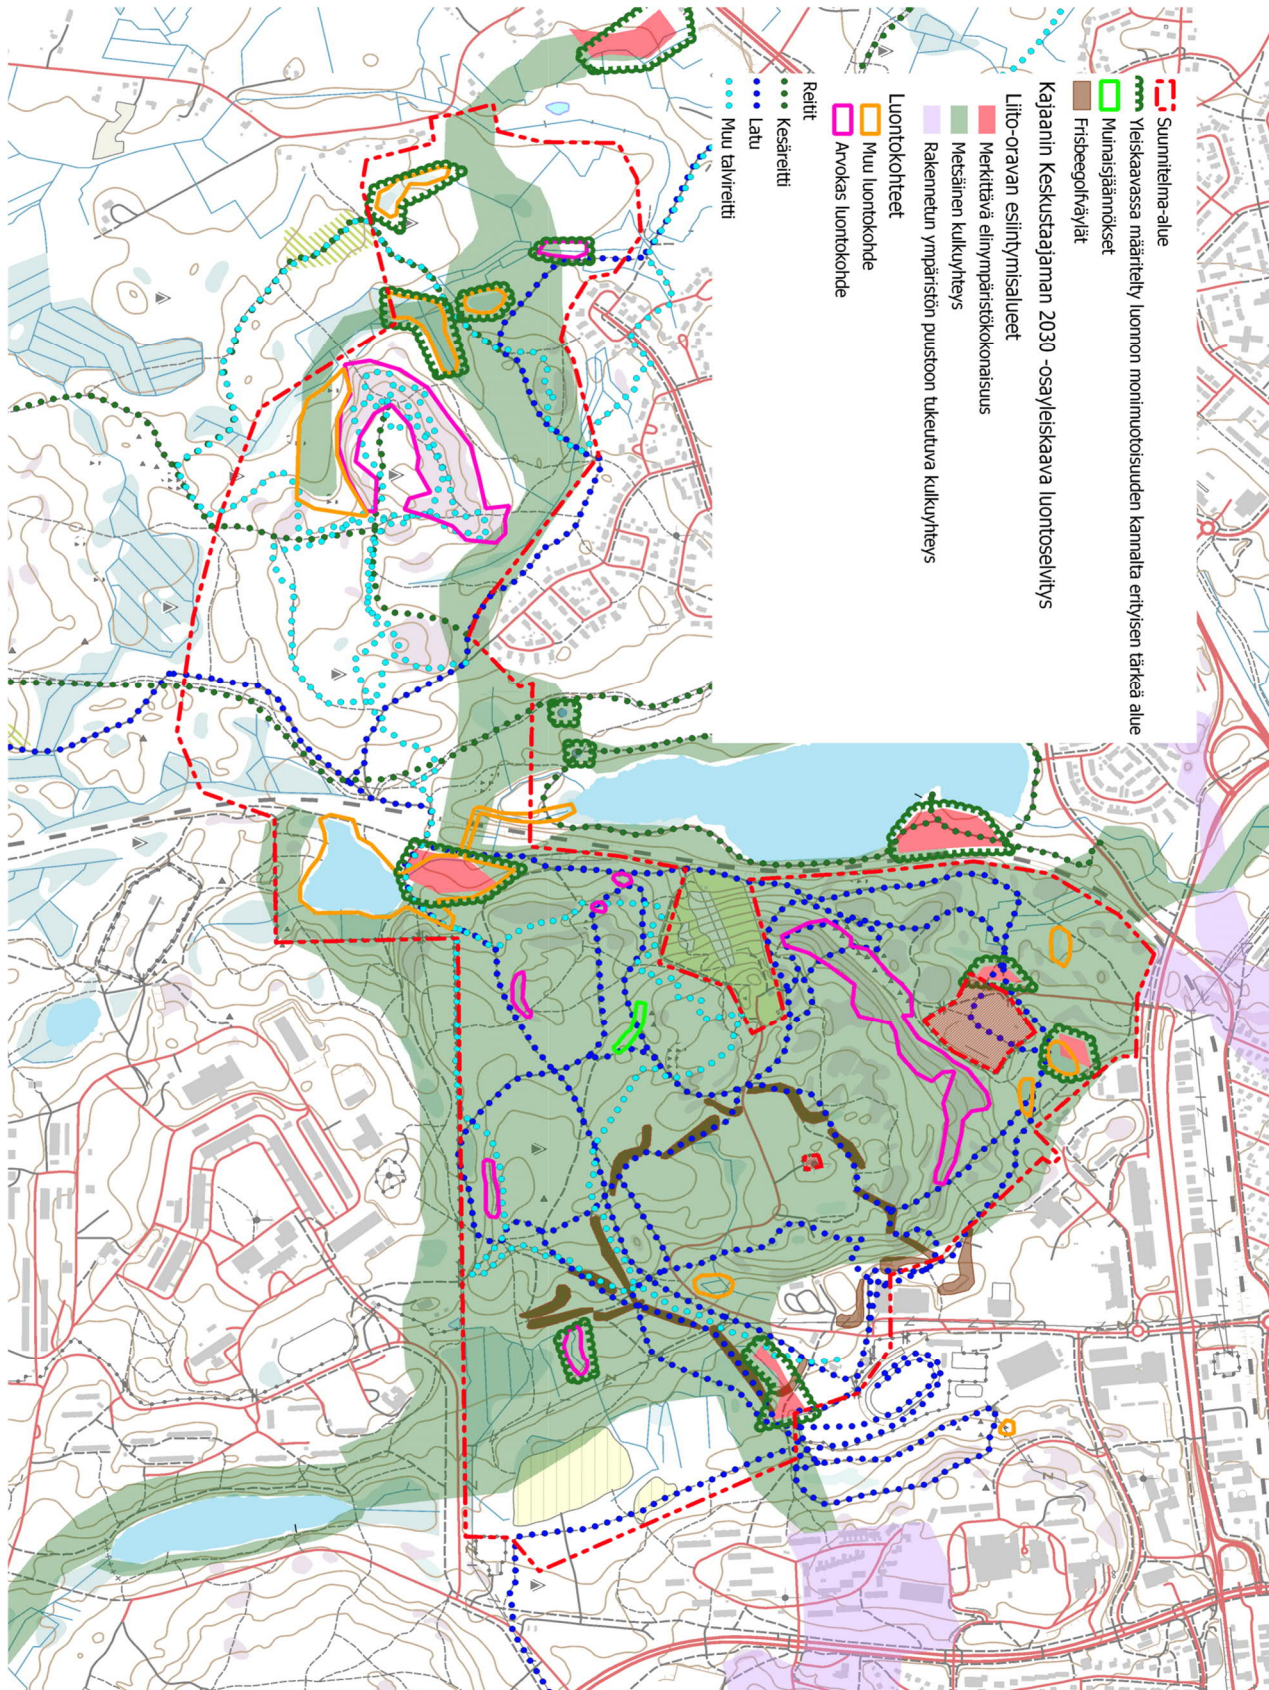 Suunnitelma-alue
Yleiskaavassa määritelty luonnon monimuotoisuuden kannalta erityisen tärkeä alue
Muinaisjäännökset
Frisbeegolfväylät
Kajaanin Keskustaajaman 2030 -osayleiskaava luontoselvitys
Liito-oravan esiintymisalueet
Merkittävä elinympäristökokonaisuus
Metsäinen kulkuyhteys
Rakennetun ympäristön puustoon tukeutuva kulkuyhteys
Luontokohteet
Muu luontokohde
Arvokas luontokohde
Reitit
Kesäreitti
Latu
Muu talvireitti